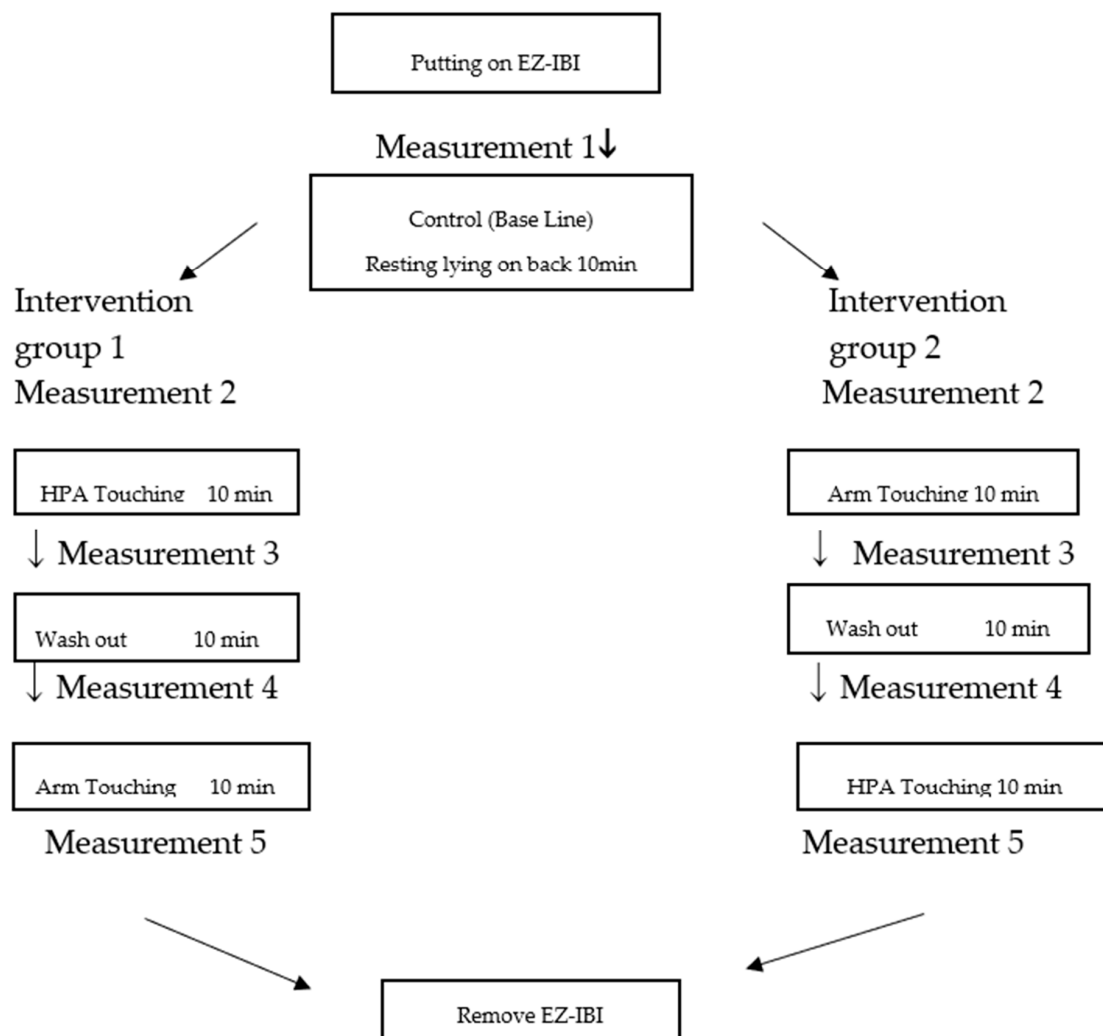 Putting on EZ-IBI
Measurement 1↓
Control (Base Line)
Resting lying on back 10min
Intervention
group 1
Measurement 2
HPA Touching 10 min
↓ Measurement 3
Wash out 10 min
↓ Measurement 4
Arm Touching 10 min
Measurement 5
Intervention
group 2
Measurement 2
Arm Touching 10 min
↓ Measurement 3
Wash out 10 min
↓ Measurement 4
HPA Touching 10 min
Measurement 5
Remove EZ-IBI